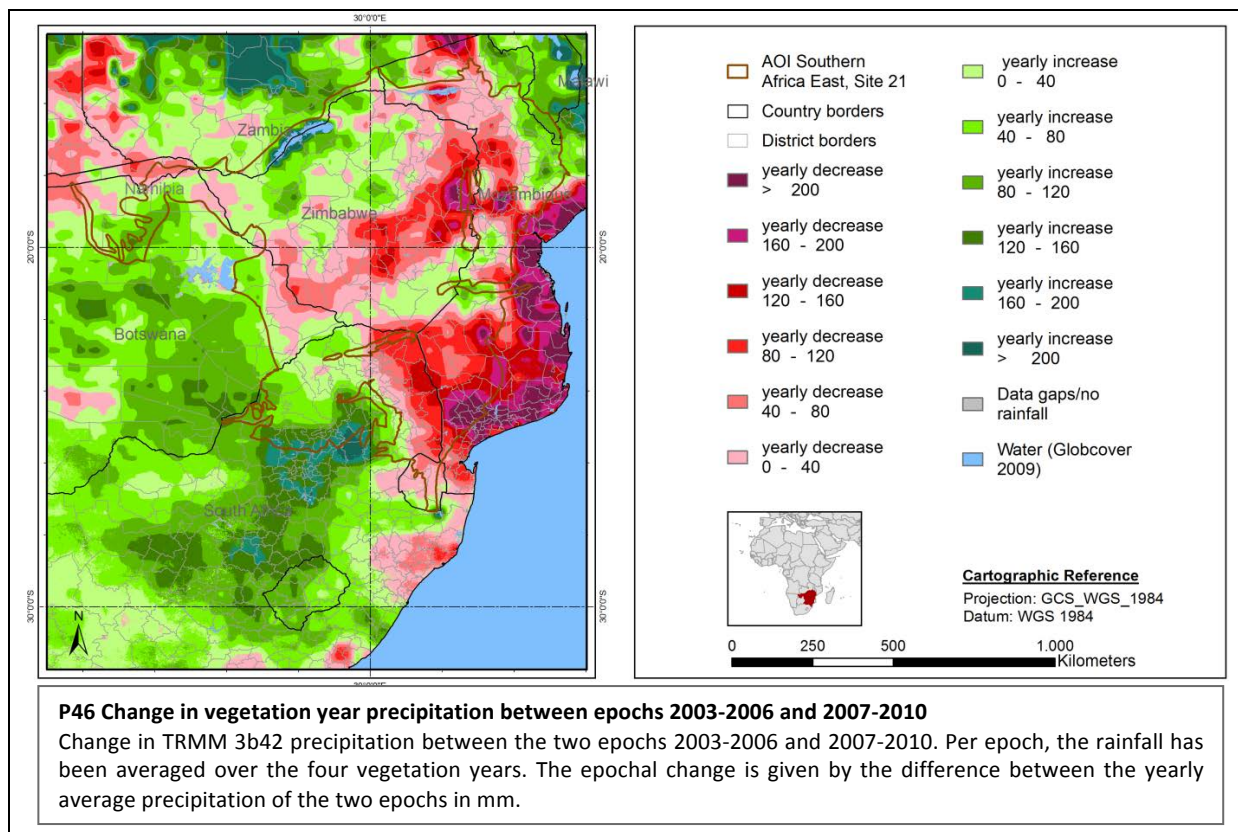 30°0'0"E
Malawi
Zambia
Namibia
Mozambique
Zimbabwe
20°0'0"S
20°0'0"S
Botswana
South Africa
30°0'0"S
30°0'0"S
N
30°0'0"E
AOI Southern
Africa East, Site 21
Country borders
District borders
yearly decrease
> 200
yearly decrease
160 - 200
yearly decrease
120 - 160
yearly decrease
80 - 120
yearly decrease
40 - 80
yearly decrease
0 - 40
yearly increase
0 - 40
yearly increase
40 - 80
yearly increase
80 - 120
yearly increase
120 - 160
yearly increase
160 - 200
yearly increase
> 200
Data gaps/no
rainfall
Water (Globcover
2009)
Cartographic Reference
Projection: GCS_WGS_1984
Datum: WGS 1984
0 250 500 1.000
Kilometers
P46 Change in vegetation year precipitation between epochs 2003-2006 and 2007-2010
Change in TRMM 3b42 precipitation between the two epochs 2003-2006 and 2007-2010. Per epoch, the rainfall has
been averaged over the four vegetation years. The epochal change is given by the difference between the yearly
average precipitation of the two epochs in mm.